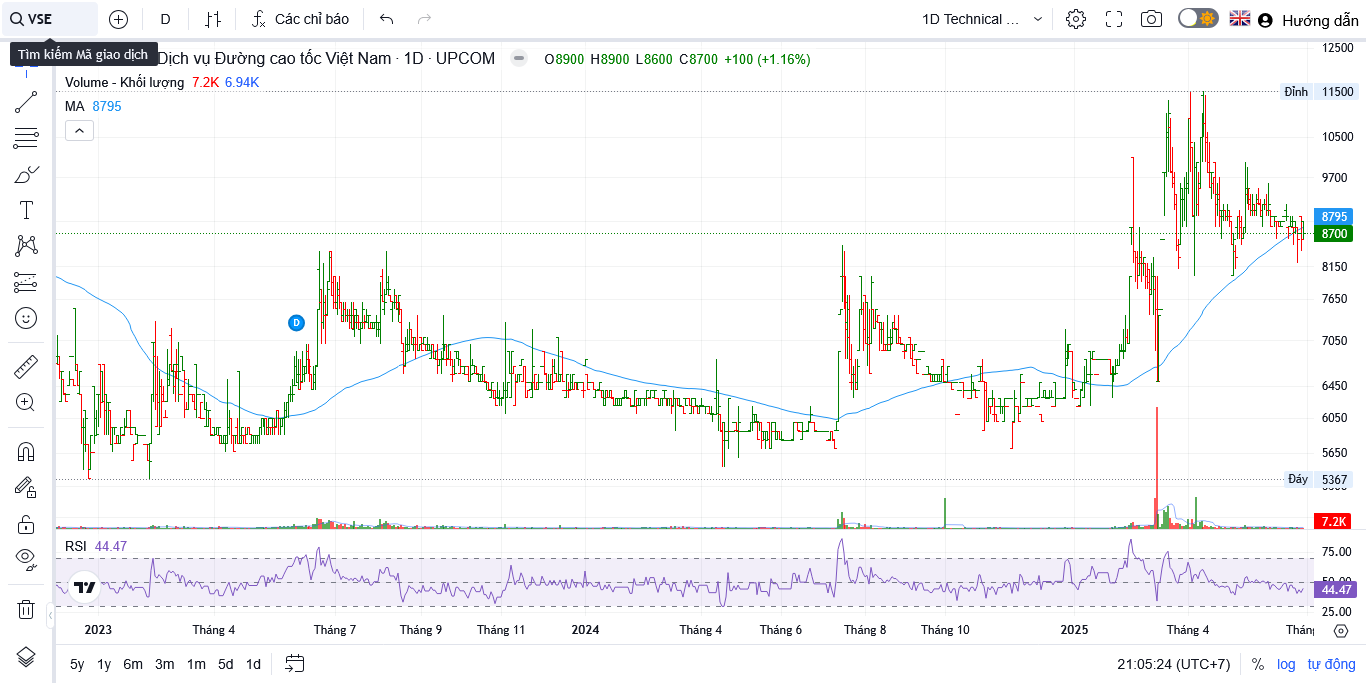 VSE
D
Các chỉ báo
1D Technical ...
Hướng dẫn
Tìm kiếm Mã giao dịch
Dịch vụ Đường cao tốc Việt Nam · 1D · UPCOM
O8900 H8900 L8600 C8700 +100 (+1.16%)
Volume - Khối lượng 7.2K 6.94K
MA 8795
12500
Đỉnh 11500
10500
9700
8795
8700
8150
7650
7050
6450
6050
5650
Đáy 5367
7.2K
D
RSI 44.47
75.00
50.00
44.47
25.00
2023 Tháng 4 Tháng 7 Tháng 9 Tháng 11 2024 Tháng 4 Tháng 6 Tháng 8 Tháng 10 2025 Tháng 4 Thán
5y 1y 6m 3m 1m 5d 1d
21:05:24 (UTC+7) % log tự động